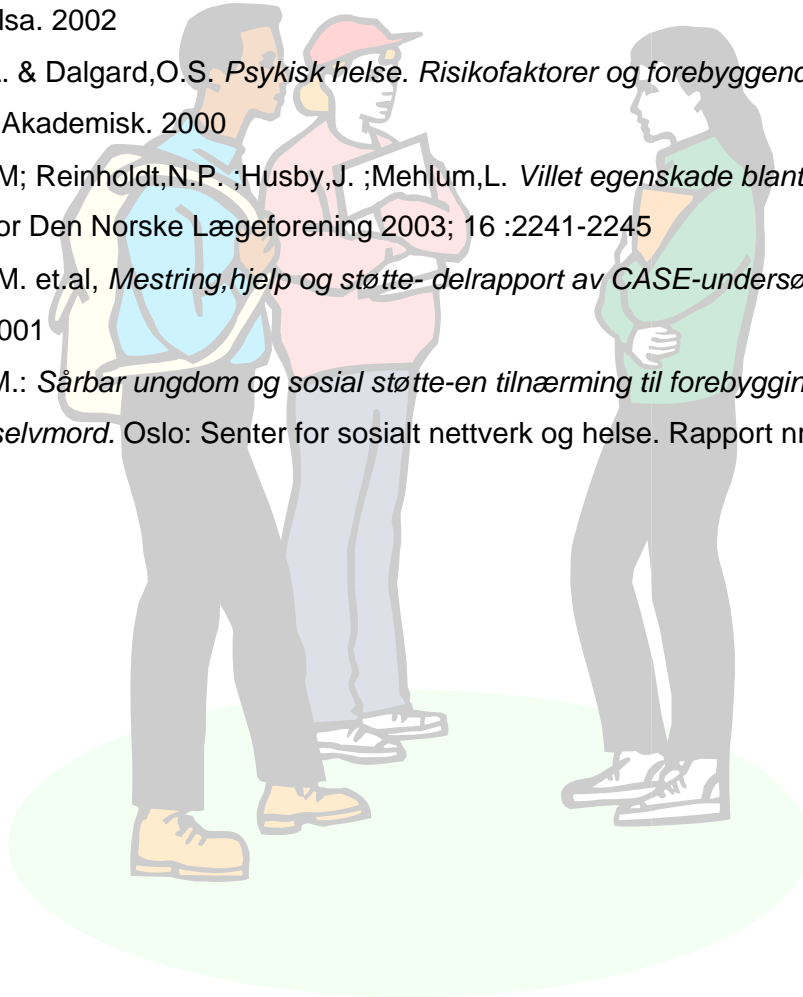 lsa. 2002
. & Dalgard,O.S. Psykisk helse. Risikofaktorer og forebyggend
Akademisk. 2000
M; Reinholdt,N.P. ;Husby,J. ;Mehlum,L. Villet egenskade blant
or Den Norske Lægeforening 2003; 16 :2241-2245
M. et.al, Mestring,hjelp og støtte- delrapport av CASE-undersø
001
M.: Sårbar ungdom og sosial støtte-en tilnærming til forebyggin
selvmord. Oslo: Senter for sosialt nettverk og helse. Rapport nr